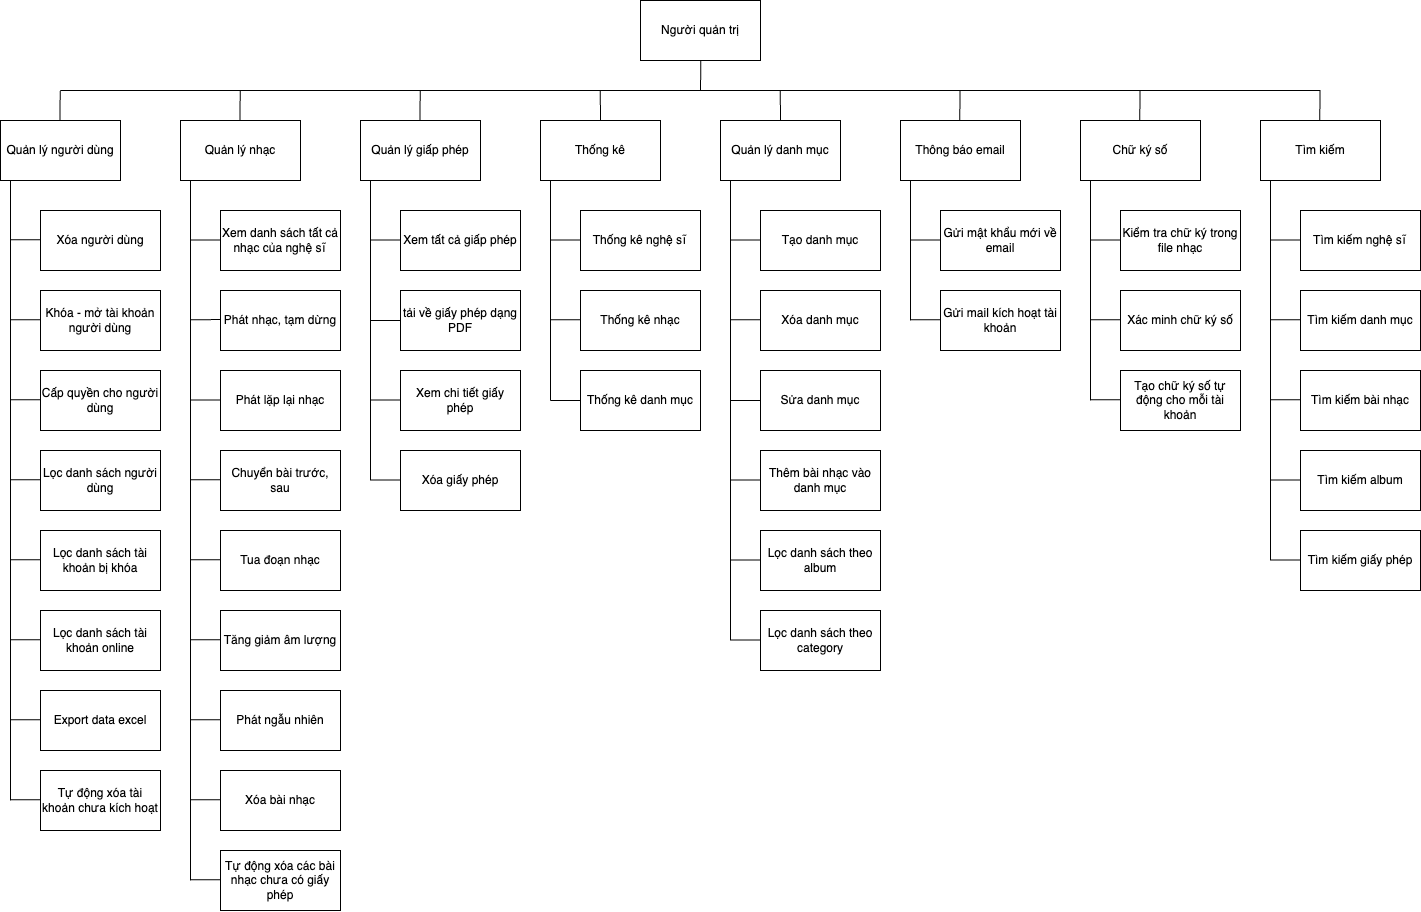 Người quản trị
Quản lý người dùng
Quản lý nhạc
Quản lý giấp phép
Thống kê
Quản lý danh mục
Thông báo email
Chữ ký số
Tìm kiếm
Xóa người dùng
Khóa - mở tài khoản
người dùng
Cấp quyền cho người
dùng
Lọc danh sách người
dùng
Lọc danh sách tài
khoản bị khóa
Lọc danh sách tài
khoản online
Export data excel
Tự động xóa tài
khoản chưa kích hoạt
Xem danh sách tất cả
nhạc của nghệ sĩ
Phát nhạc, tạm dừng
Phát lặp lại nhạc
Chuyển bài trước,
sau
Tua đoạn nhạc
Tăng giảm âm lượng
Phát ngẫu nhiên
Xóa bài nhạc
Tự động xóa các bài
nhạc chưa có giấy
phép
Xem tất cả giấp phép
tải về giấy phép dạng
PDF
Xem chi tiết giấy
phép
Xóa giấy phép
Thống kê nghệ sĩ
Thống kê nhạc
Thống kê danh mục
Tạo danh mục
Xóa danh mục
Sửa danh mục
Thêm bài nhạc vào
danh mục
Lọc danh sách theo
album
Lọc danh sách theo
category
Gửi mật khẩu mới về
email
Gửi mail kích hoạt tài
khoản
Kiểm tra chữ ký trong
file nhạc
Xác minh chữ ký số
Tạo chữ ký số tự
động cho mỗi tài
khoản
Tìm kiếm nghệ sĩ
Tìm kiếm danh mục
Tìm kiếm bài nhạc
Tìm kiếm album
Tìm kiếm giấy phép